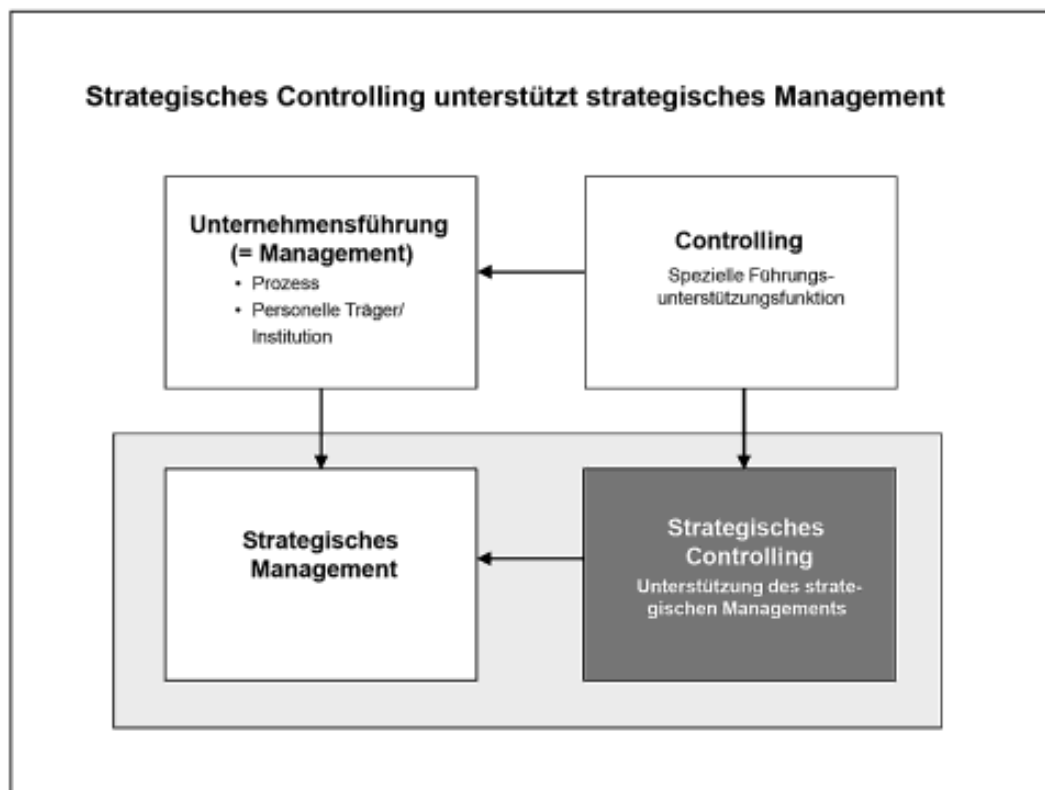 Strategisches Controlling unterstützt strategisches Management
Unternehmensführung
(= Management)
• Prozess
• Personelle Träger/
Institution
Controlling
Spezielle Führungs-
unterstützungsfunktion
Strategisches
Management
Strategisches
Controlling
Unterstützung des strate-
gischen Managements